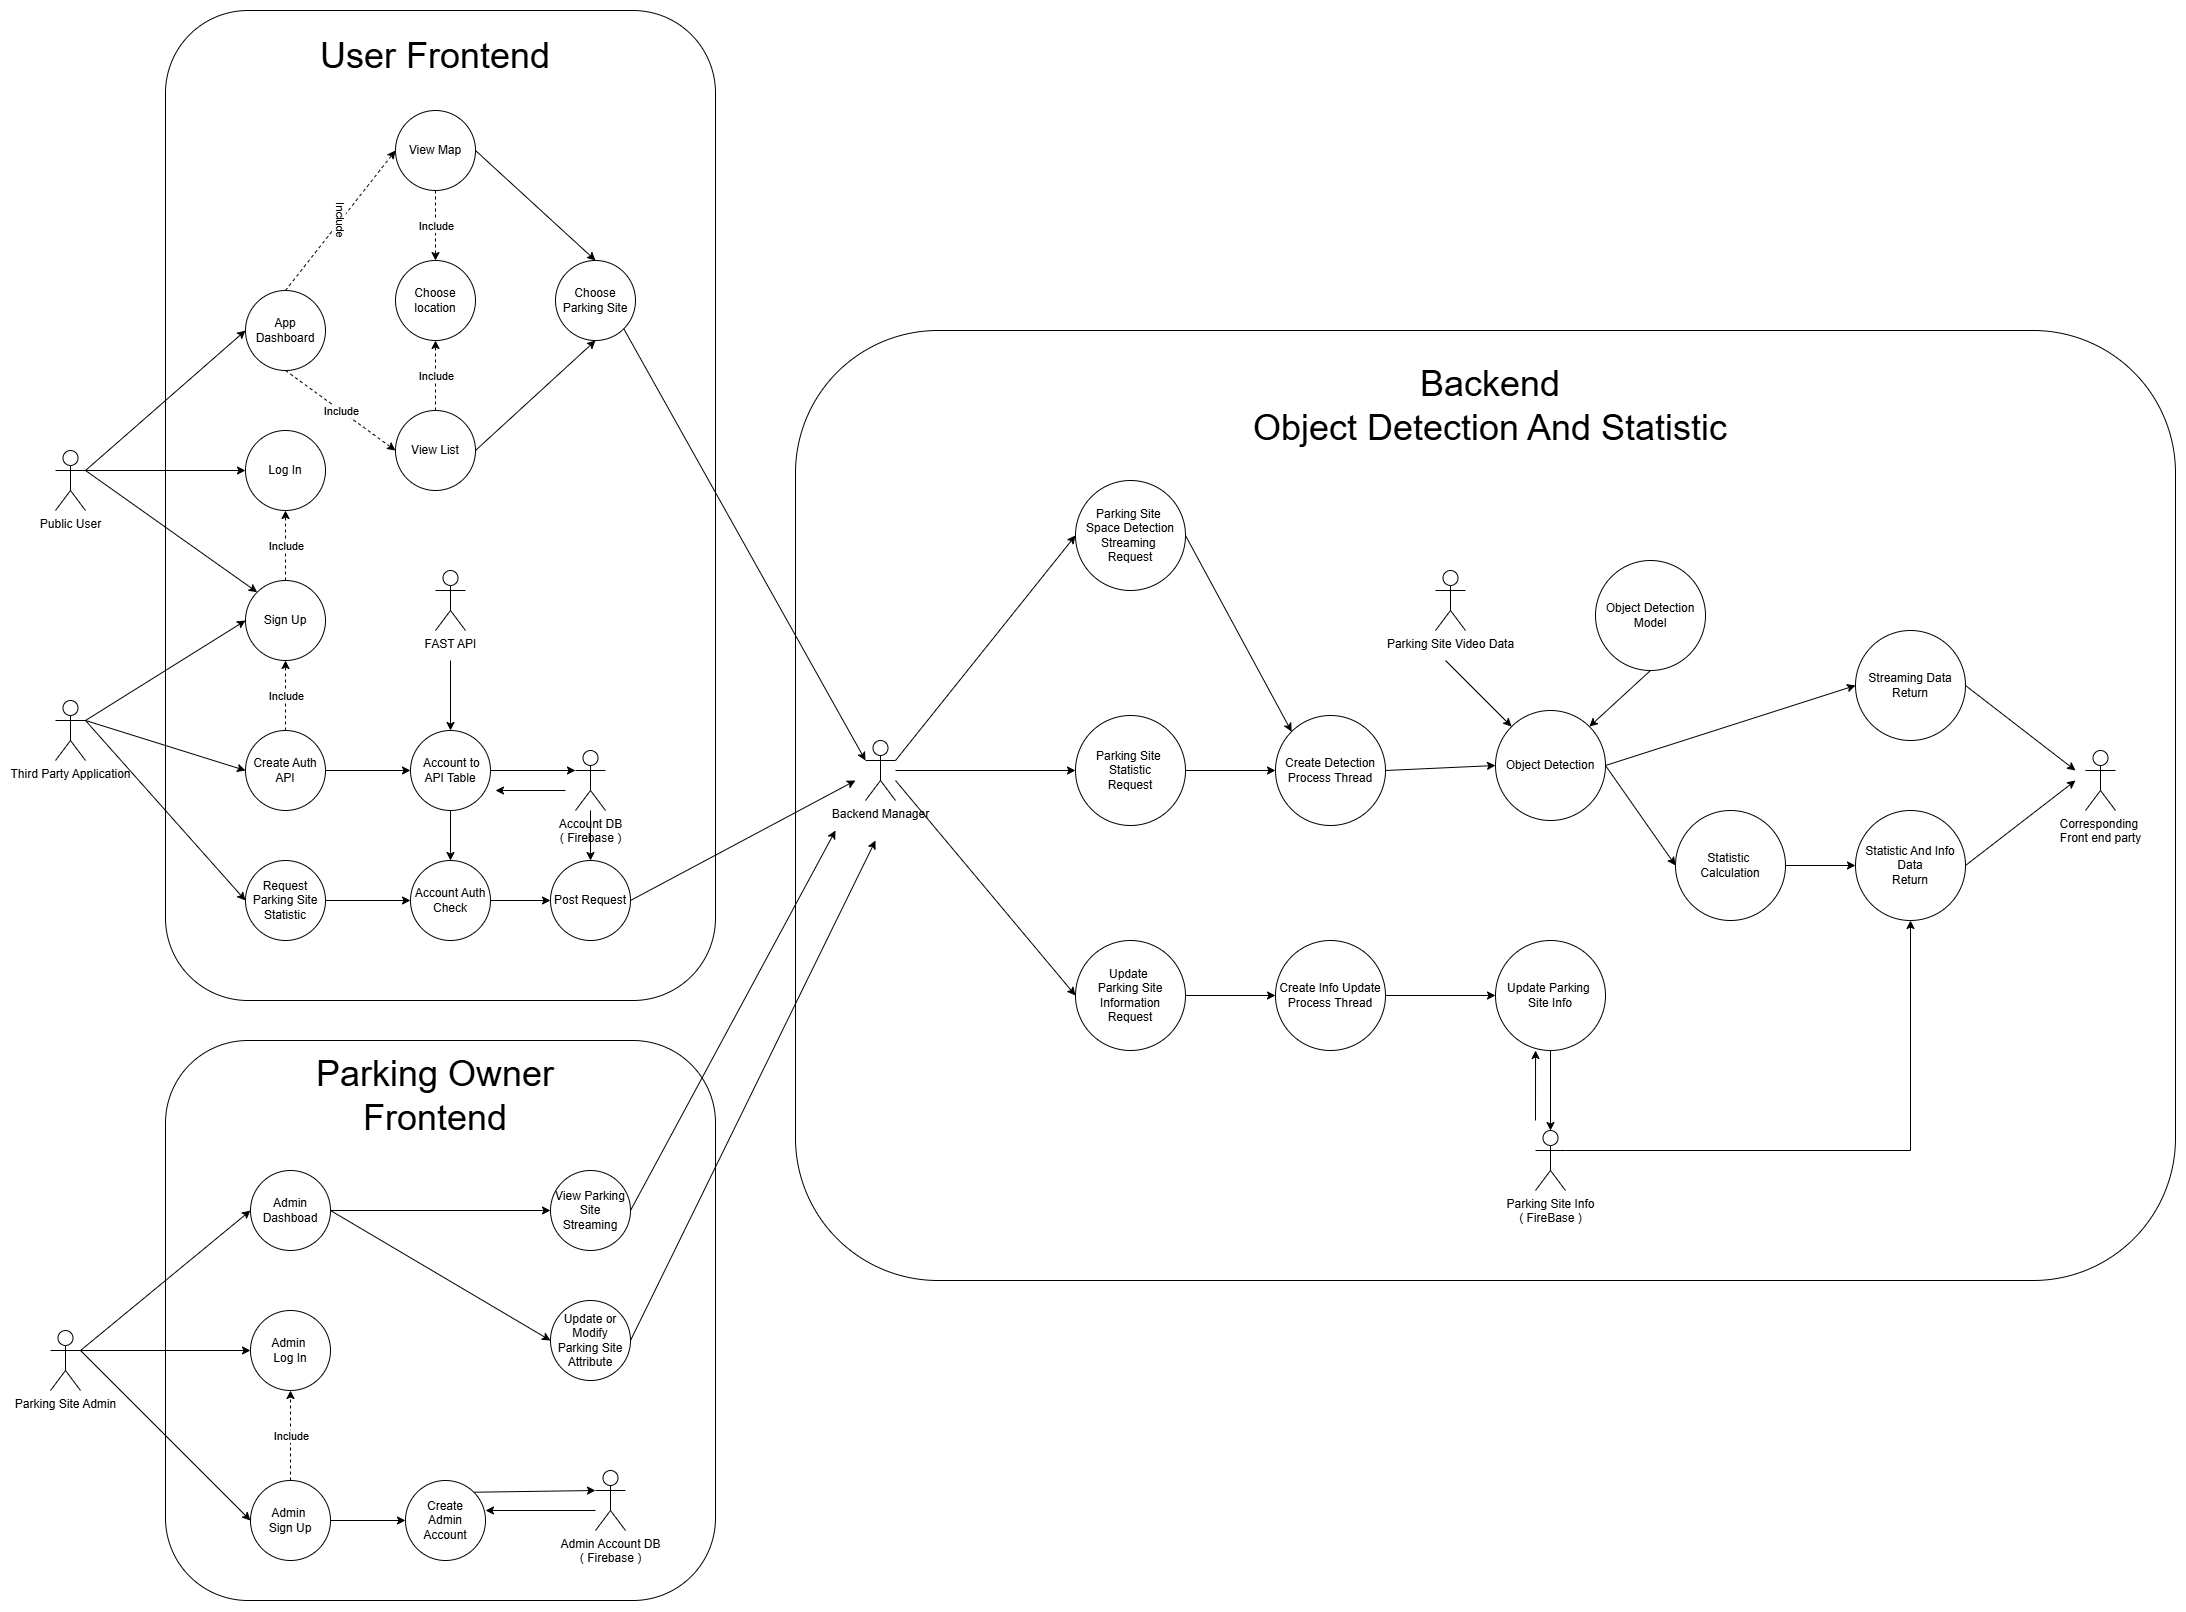 User Frontend
View Map
Include
Include
Choose
location
Choose
Parking Site
App
Dashboard
Include
Include
View List
Log In
Public User
Include
Sign Up
FAST API
Include
Third Party Application
Create Auth
API
Account to
API Table
Account DB
( Firebase )
Request
Parking Site
Statistic
Account Auth
Check
Post Request
Parking Owner
Frontend
Admin
Dashboad
View Parking
Site
Streaming
Admin
Log In
Update or
Modify
Parking Site
Attribute
Parking Site Admin
Include
Admin
Sign Up
Create
Admin
Account
Admin Account DB
( Firebase )
Backend
Object Detection And Statistic
Parking Site
Space Detection
Streaming
Request
Parking Site Video Data
Object Detection
Model
Streaming Data
Return
Backend Manager
Parking Site
Statistic
Request
Create Detection
Process Thread
Object Detection
Corresponding
Front end party
Statistic
Calculation
Statistic And Info
Data
Return
Update
Parking Site
Information
Request
Create Info Update
Process Thread
Update Parking
Site Info
Parking Site Info
( FireBase )